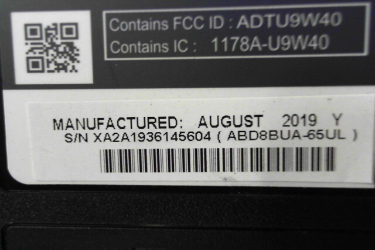 Contains FCC ID : ADTU9W40
Contains IC : 1178A-U9W40
MANUFACTURED: AUGUST 2019 Y
S/N XA2A1936145604 ( ABD8BUA-65UL )